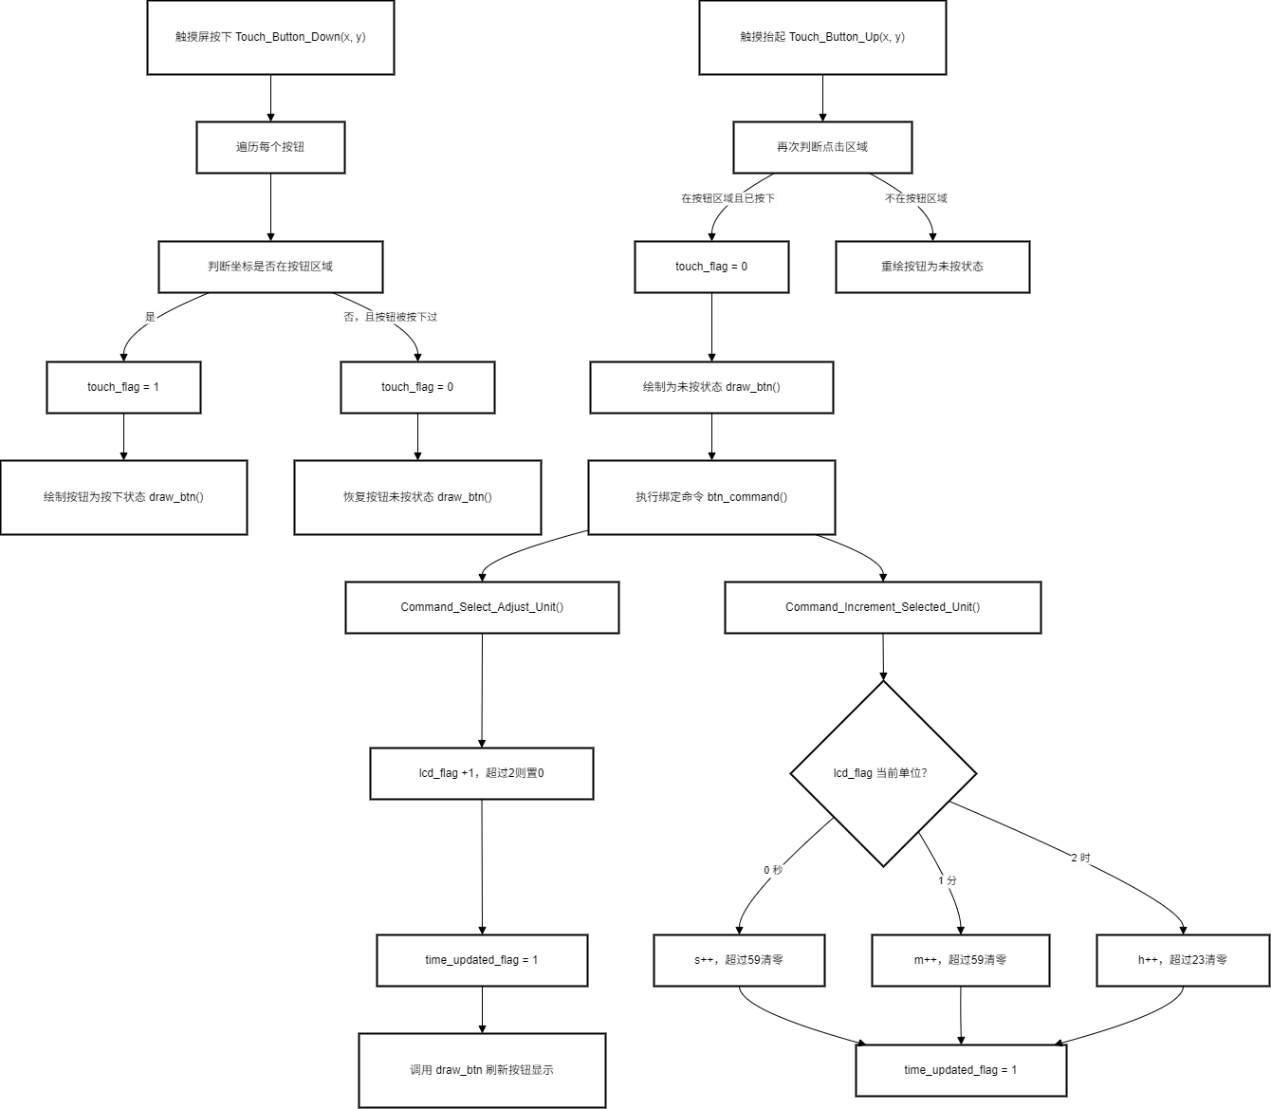 触摸屏按下 Touch_Button_Down(x, y)
触摸抬起 Touch_Button_Up(x, y)
遍历每个按钮
再次判断点击区域
在按钮区域且已按下
不在按钮区域
判断坐标是否在按钮区域
touch_flag = 0
重绘按钮为未按状态
是
否，且按钮被按下过
touch_flag = 1
touch_flag = 0
绘制为未按状态 draw_btn()
绘制按钮为按下状态 draw_btn()
恢复按钮未按状态 draw_btn()
执行绑定命令 btn_command()
Command_Select_Adjust_Unit()
Command_Increment_Selected_Unit()
lcd_flag +1，超过2则置0
lcd_flag 当前单位？
0 秒
1 分
2 时
time_updated_flag = 1
s++，超过59清零
m++，超过59清零
h++，超过23清零
调用 draw_btn 刷新按钮显示
time_updated_flag = 1